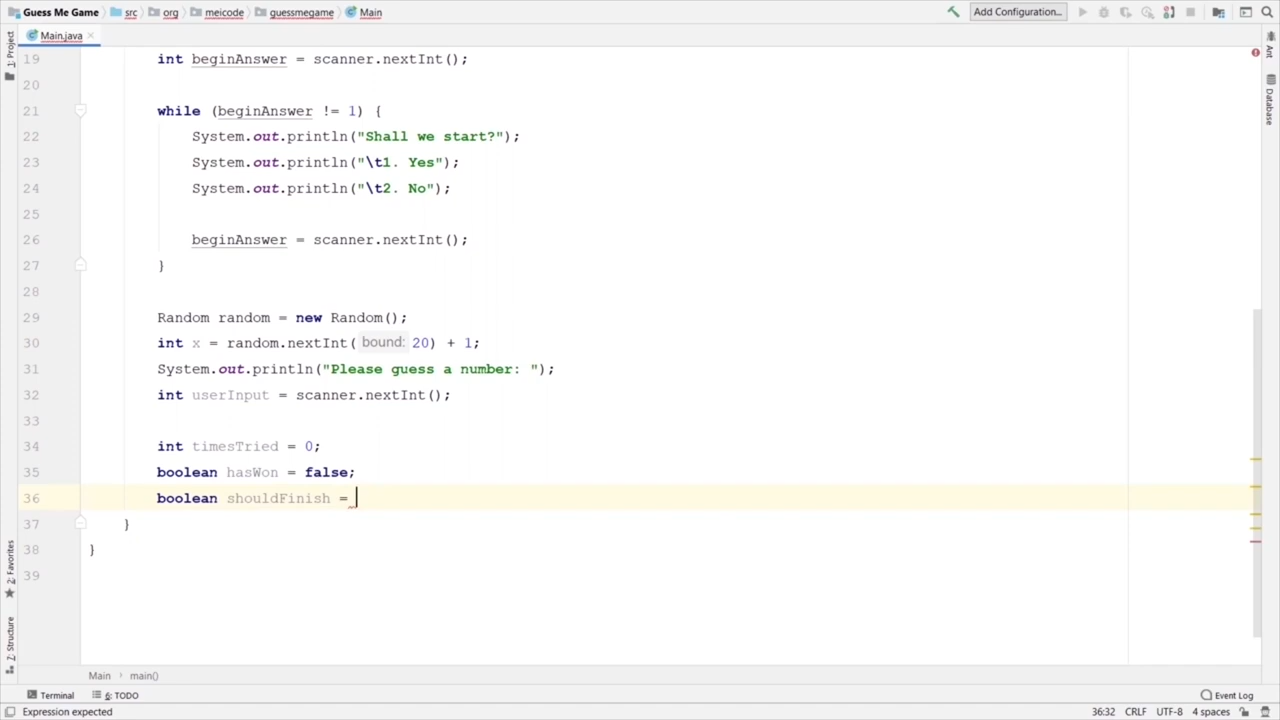 Guess Me Game src org meicode guessmegame Main Add Configuration...
Main.java
1: Project
Ant
Database
19 int beginAnswer = scanner.nextInt();
20
21 while (beginAnswer != 1) {
22 System.out.println("Shall we start?");
23 System.out.println("\t1. Yes");
24 System.out.println("\t2. No");
25
26 beginAnswer = scanner.nextInt();
27 }
28
29 Random random = new Random();
30 int x = random.nextInt( bound: 20) + 1;
31 System.out.println("Please guess a number: ");
32 int userInput = scanner.nextInt();
33
34 int timesTried = 0;
35 boolean hasWon = false;
36 boolean shouldFinish =
37 }
38 }
39
2: Favorites
7: Structure
Main main()
Terminal 6: TODO Event Log
Expression expected 36:32 CRLF UTF-8 4 spaces